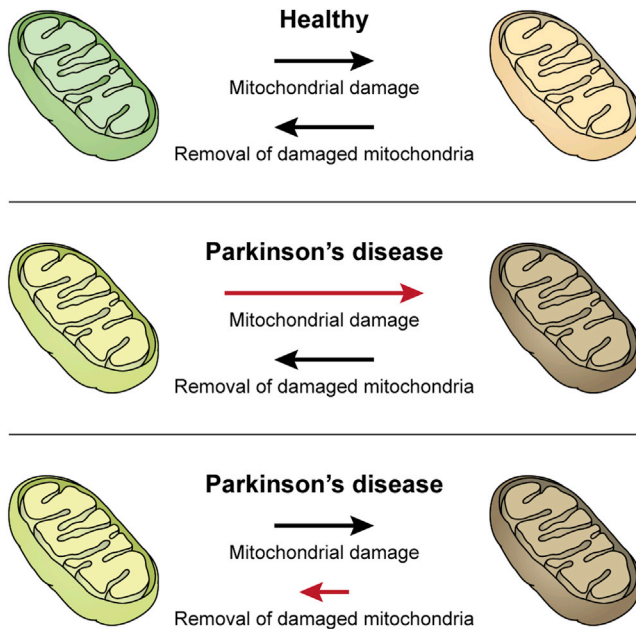 Healthy
Mitochondrial damage
Removal of damaged mitochondria
Parkinson’s disease
Mitochondrial damage
Removal of damaged mitochondria
Parkinson’s disease
Mitochondrial damage
Removal of damaged mitochondria